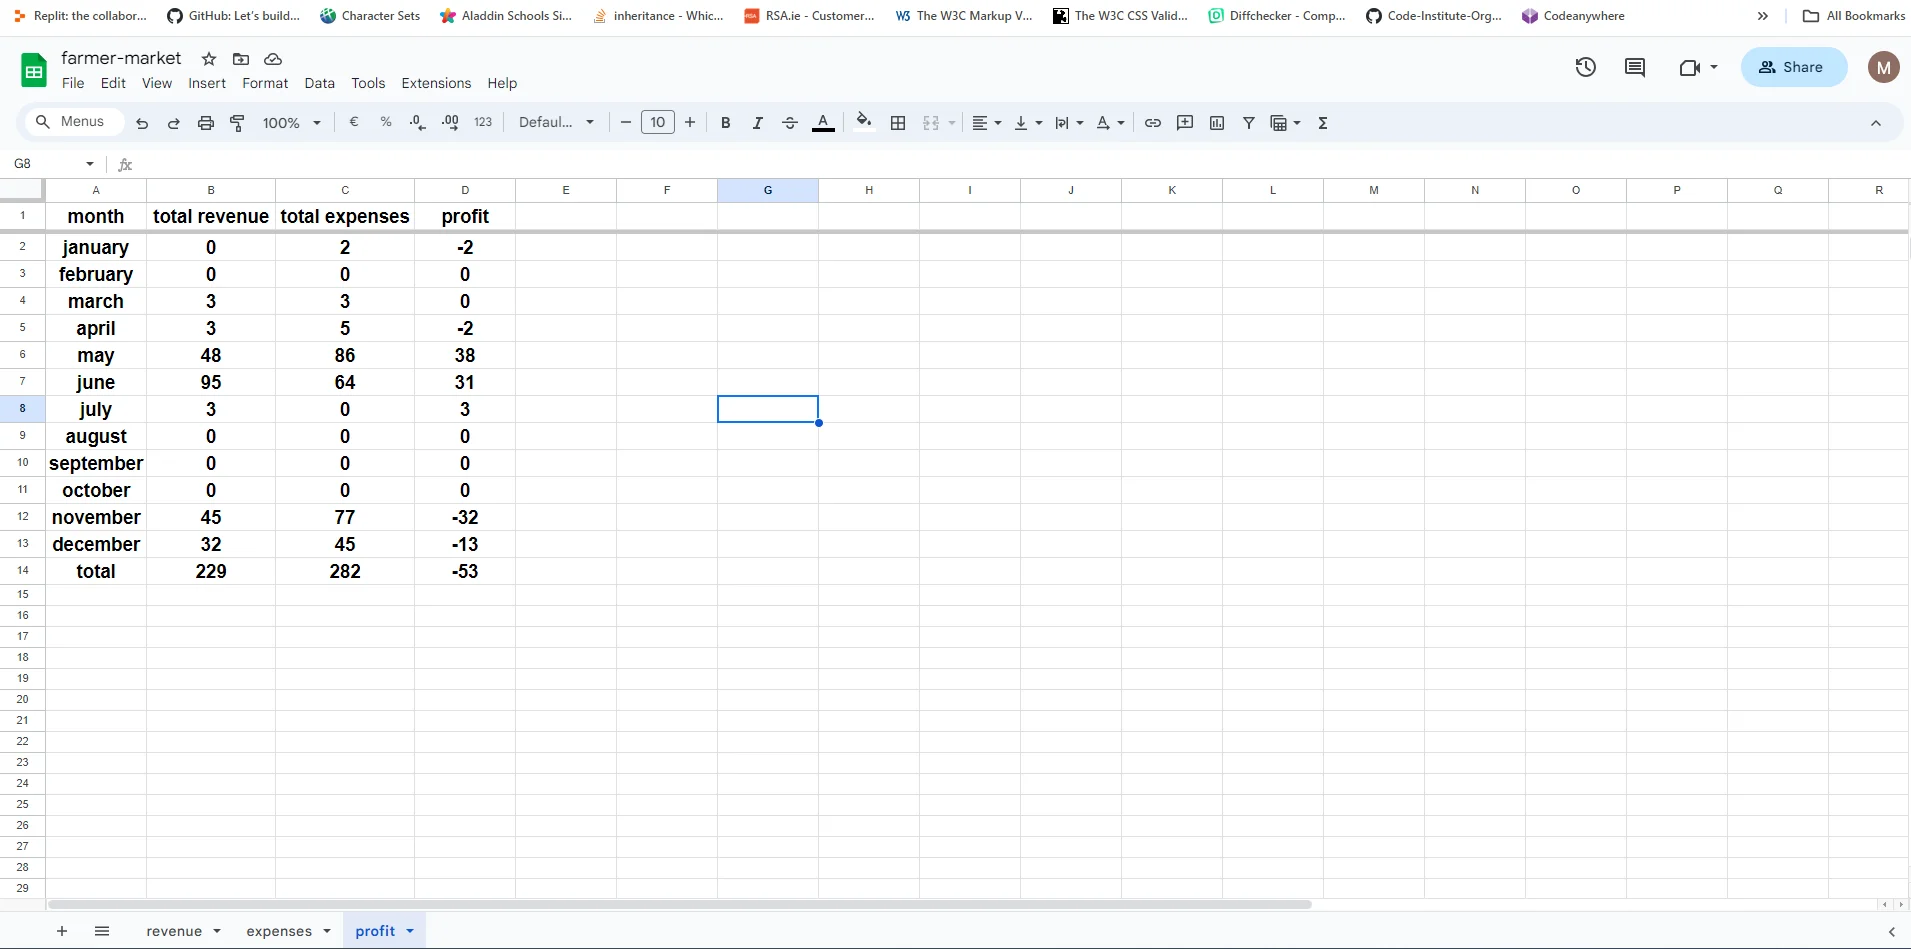 Replit: the collabor... GitHub: Let's build... Character Sets Aladdin Schools Si... inheritance - Whic... RSA.ie - Customer... The W3C Markup V... The W3C CSS Valid... Diffchecker - Comp... Code-Institute-Org... Codeanywhere » All Bookmarks
farmer-market
File Edit View Insert Format Data Tools Extensions Help
Share M
Menus 100% € % .0 .00 123 Defaul... − 10 + B I S A Σ
G8 fx
A B C D E F G H I J K L M N O P Q R
1 month total revenue total expenses profit
2 january 0 2 -2
3 february 0 0 0
4 march 3 3 0
5 april 3 5 -2
6 may 48 86 38
7 june 95 64 31
8 july 3 0 3
9 august 0 0 0
10 september 0 0 0
11 october 0 0 0
12 november 45 77 -32
13 december 32 45 -13
14 total 229 282 -53
15
16
17
18
19
20
21
22
23
24
25
26
27
28
29
revenue expenses profit